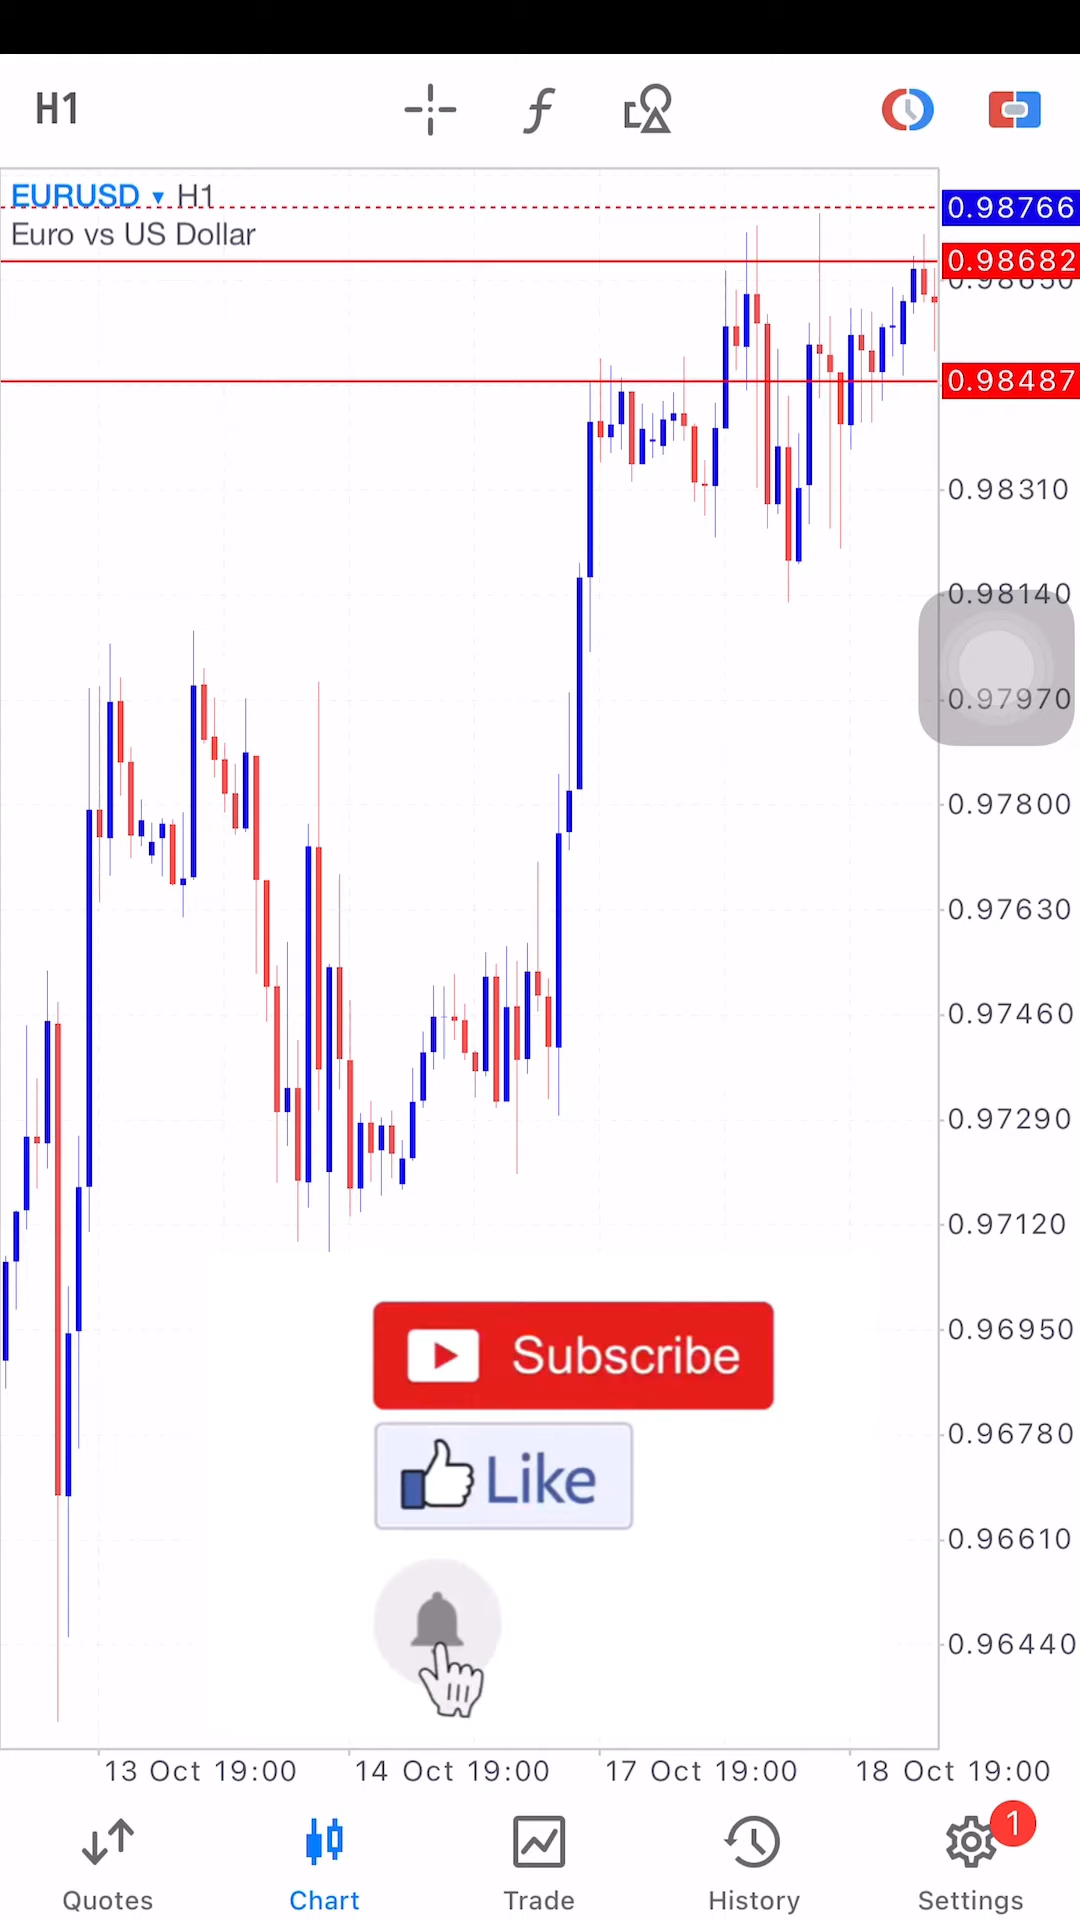 H1
EURUSD ▾ H1
Euro vs US Dollar
0.98766
0.98682
0.98650
0.98487
0.98310
0.98140
0.97970
0.97800
0.97630
0.97460
0.97290
0.97120
0.96950
0.96780
0.96610
0.96440
Subscribe
Like
13 Oct 19:00 14 Oct 19:00 17 Oct 19:00 18 Oct 19:00
1
Quotes Chart Trade History Settings